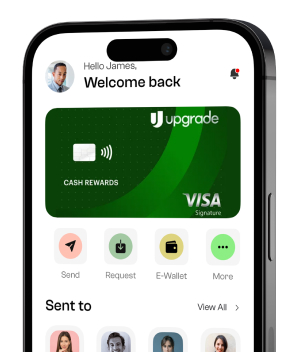 Hello James,
Welcome back
upgrade
CASH REWARDS
VISA
Signature
Send
Request
E-Wallet
More
Sent to
View All